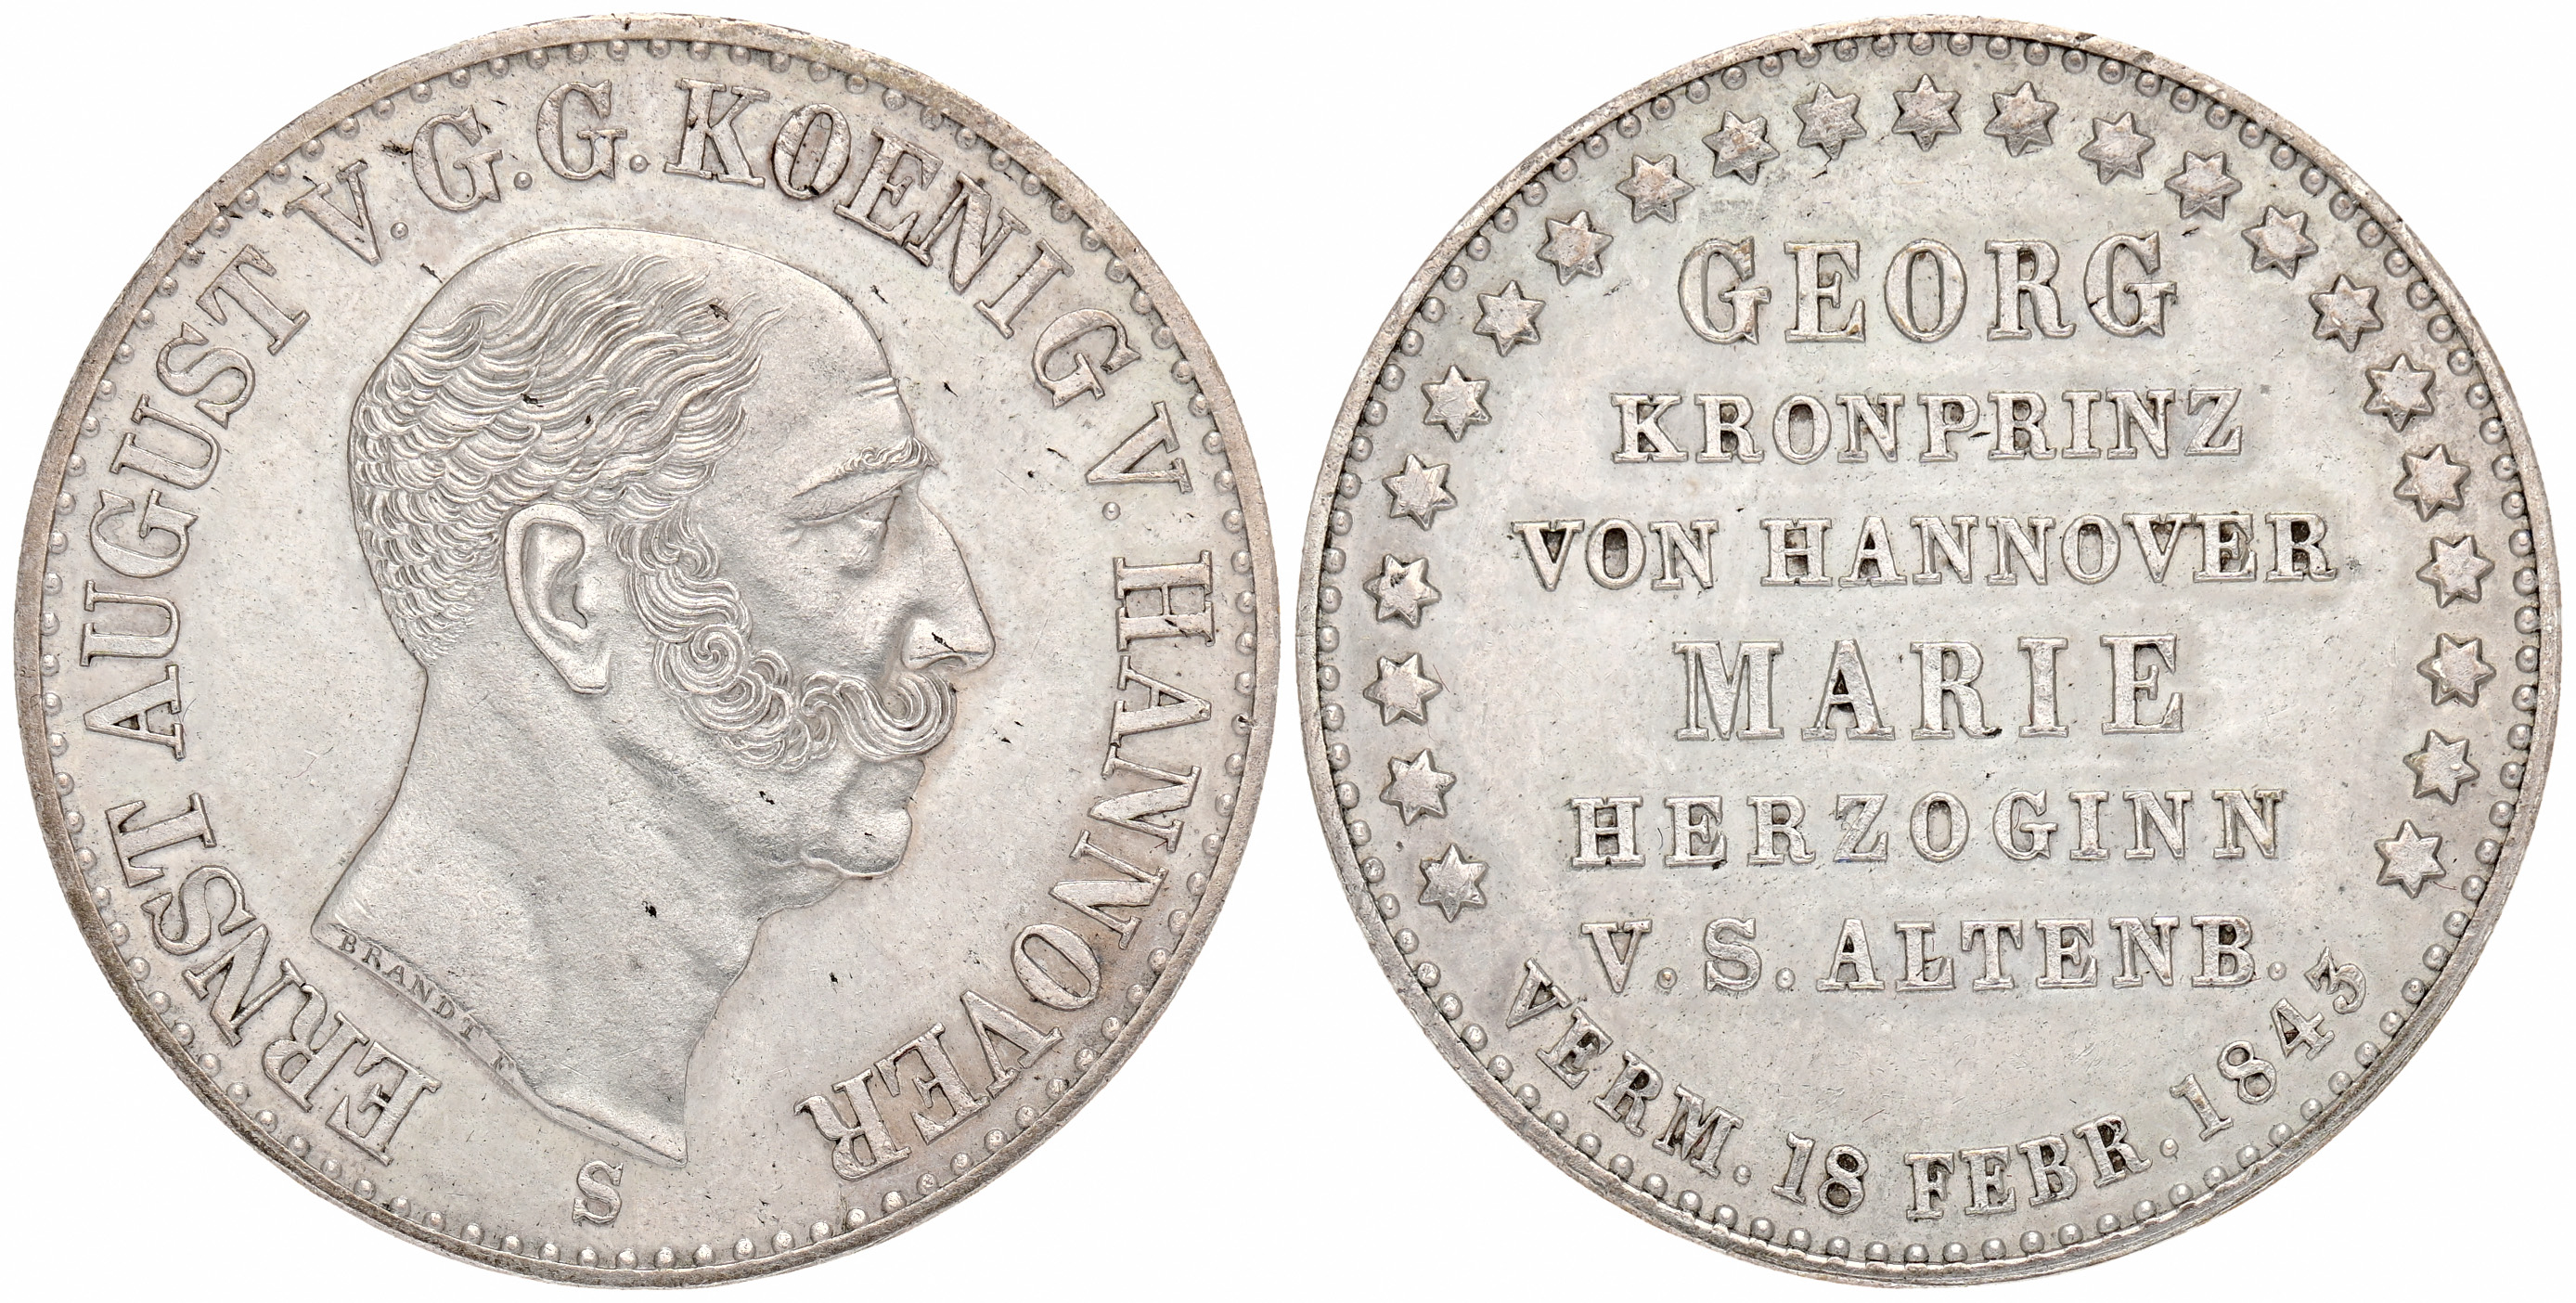 ERNST AUGUST V. G. G. KOENIG V. HANNOVER
BRANDT F.
S
GEORG
KRONPRINZ
VON HANNOVER
MARIE
HERZOGINN
V. S. ALTENB.
VERM. 18 FEBR. 1843